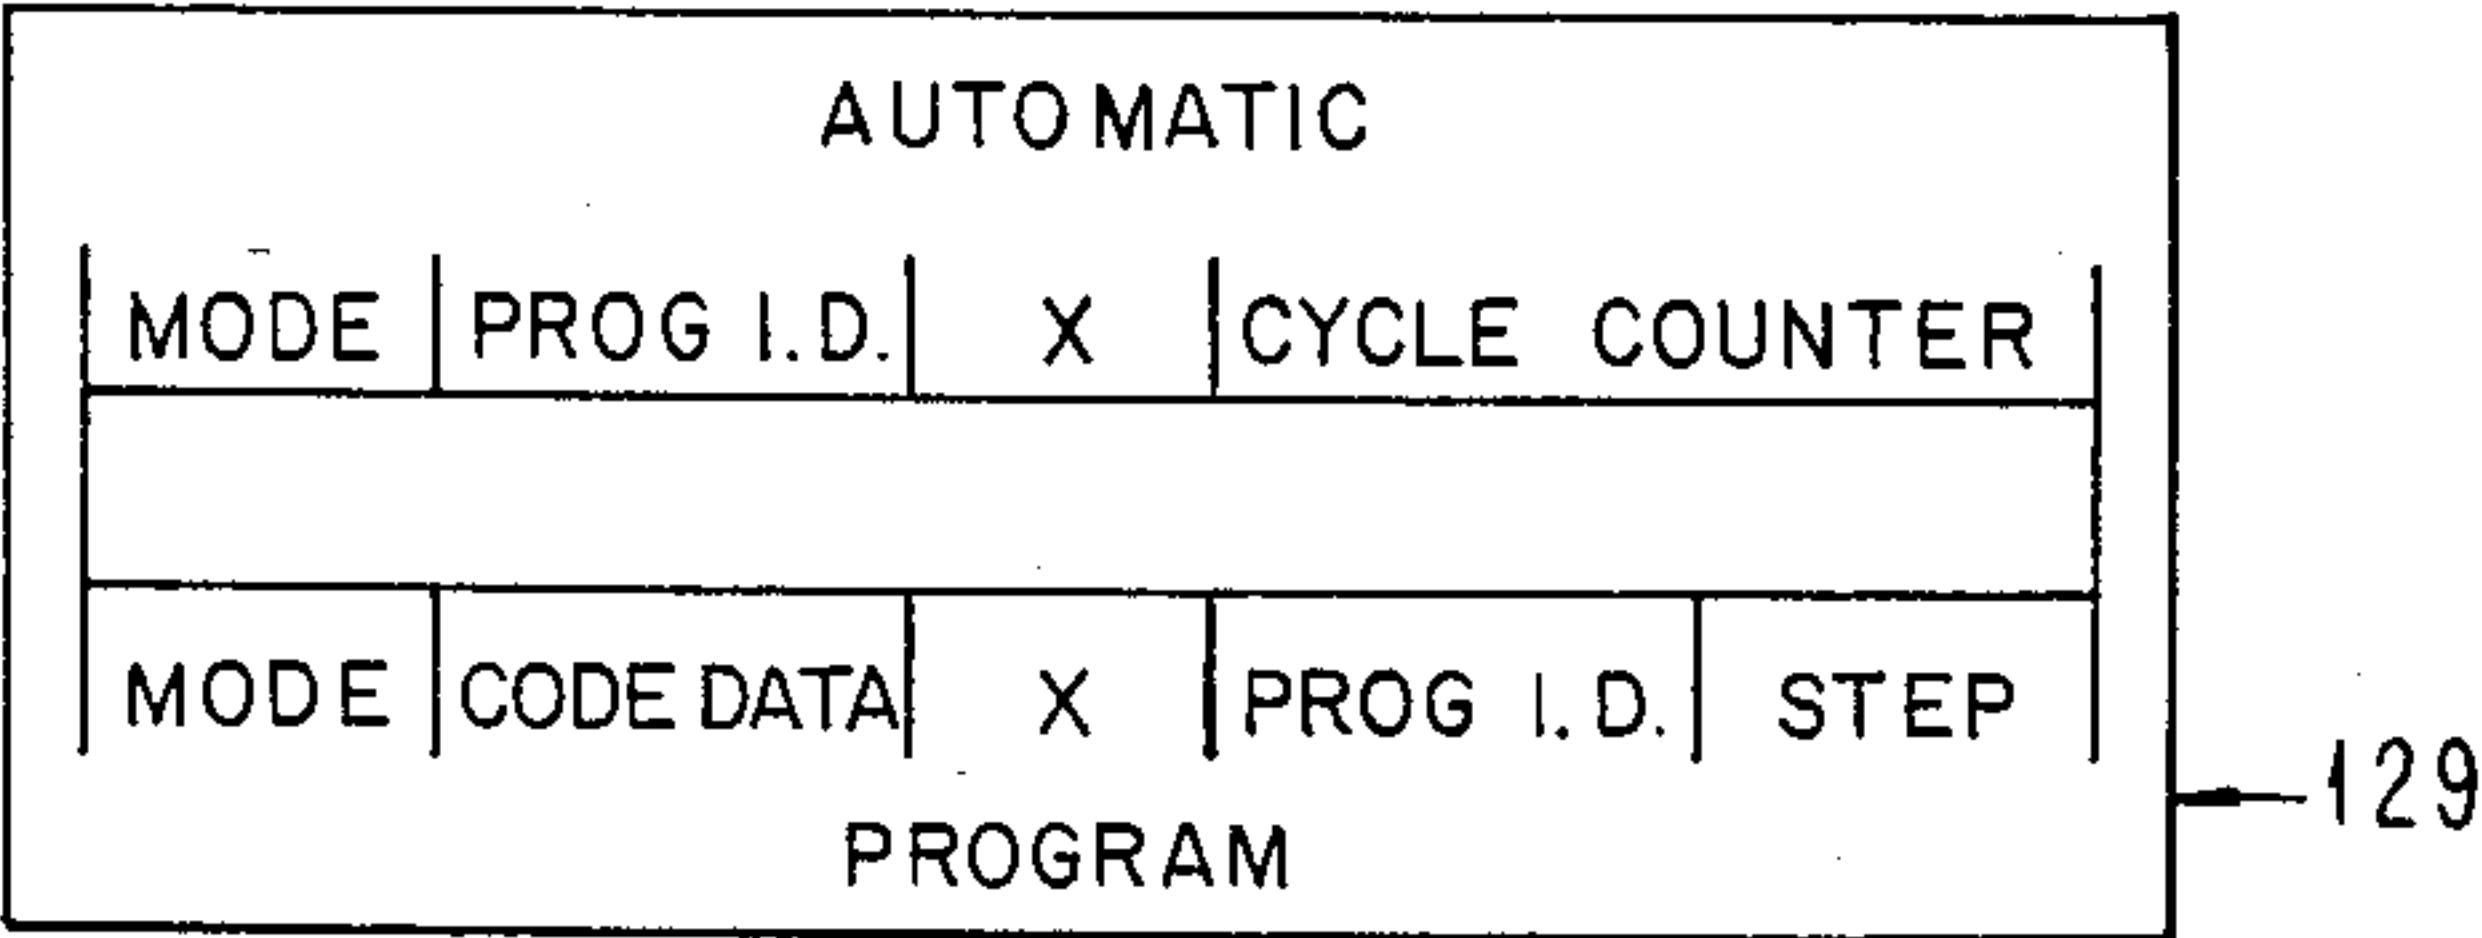 AUTOMATIC
MODE PROG I.D. X CYCLE COUNTER
MODE CODE DATA X PROG I.D. STEP
129
PROGRAM